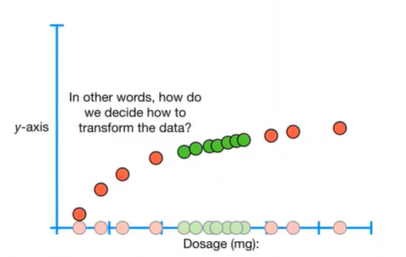 In other words, how do
we decide how to
transform the data?
y-axis
Dosage (mg):